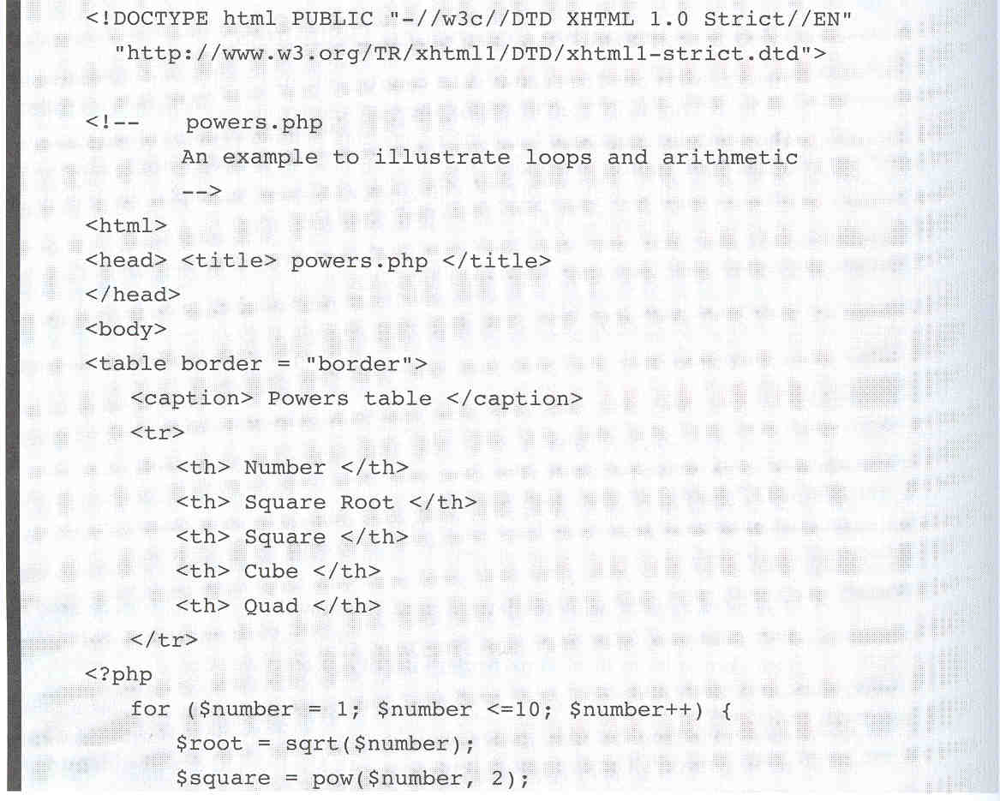 <!DOCTYPE html PUBLIC "-//w3c//DTD XHTML 1.0 Strict//EN"
"http://www.w3.org/TR/xhtml1/DTD/xhtml1-strict.dtd">
<!-- powers.php
An example to illustrate loops and arithmetic
-->
<html>
<head> <title> powers.php </title>
</head>
<body>
<table border = "border">
<caption> Powers table </caption>
<tr>
<th> Number </th>
<th> Square Root </th>
<th> Square </th>
<th> Cube </th>
<th> Quad </th>
</tr>
<?php
for ($number = 1; $number <=10; $number++) {
$root = sqrt($number);
$square = pow($number, 2);